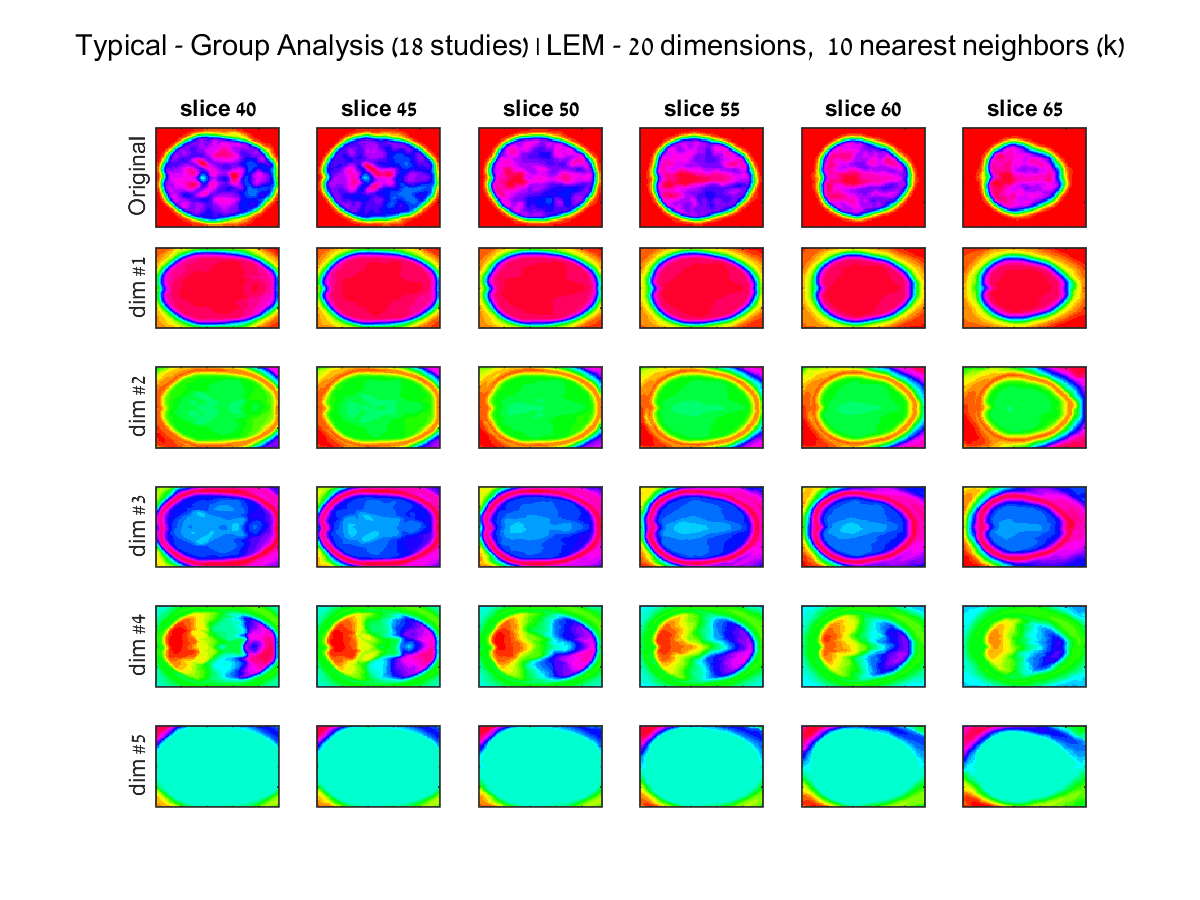 Typical - Group Analysis (18 studies) | LEM - 20 dimensions, 10 nearest neighbors (k)
slice 40 slice 45 slice 50 slice 55 slice 60 slice 65
Original
dim #1
dim #2
dim #3
dim #4
dim #5